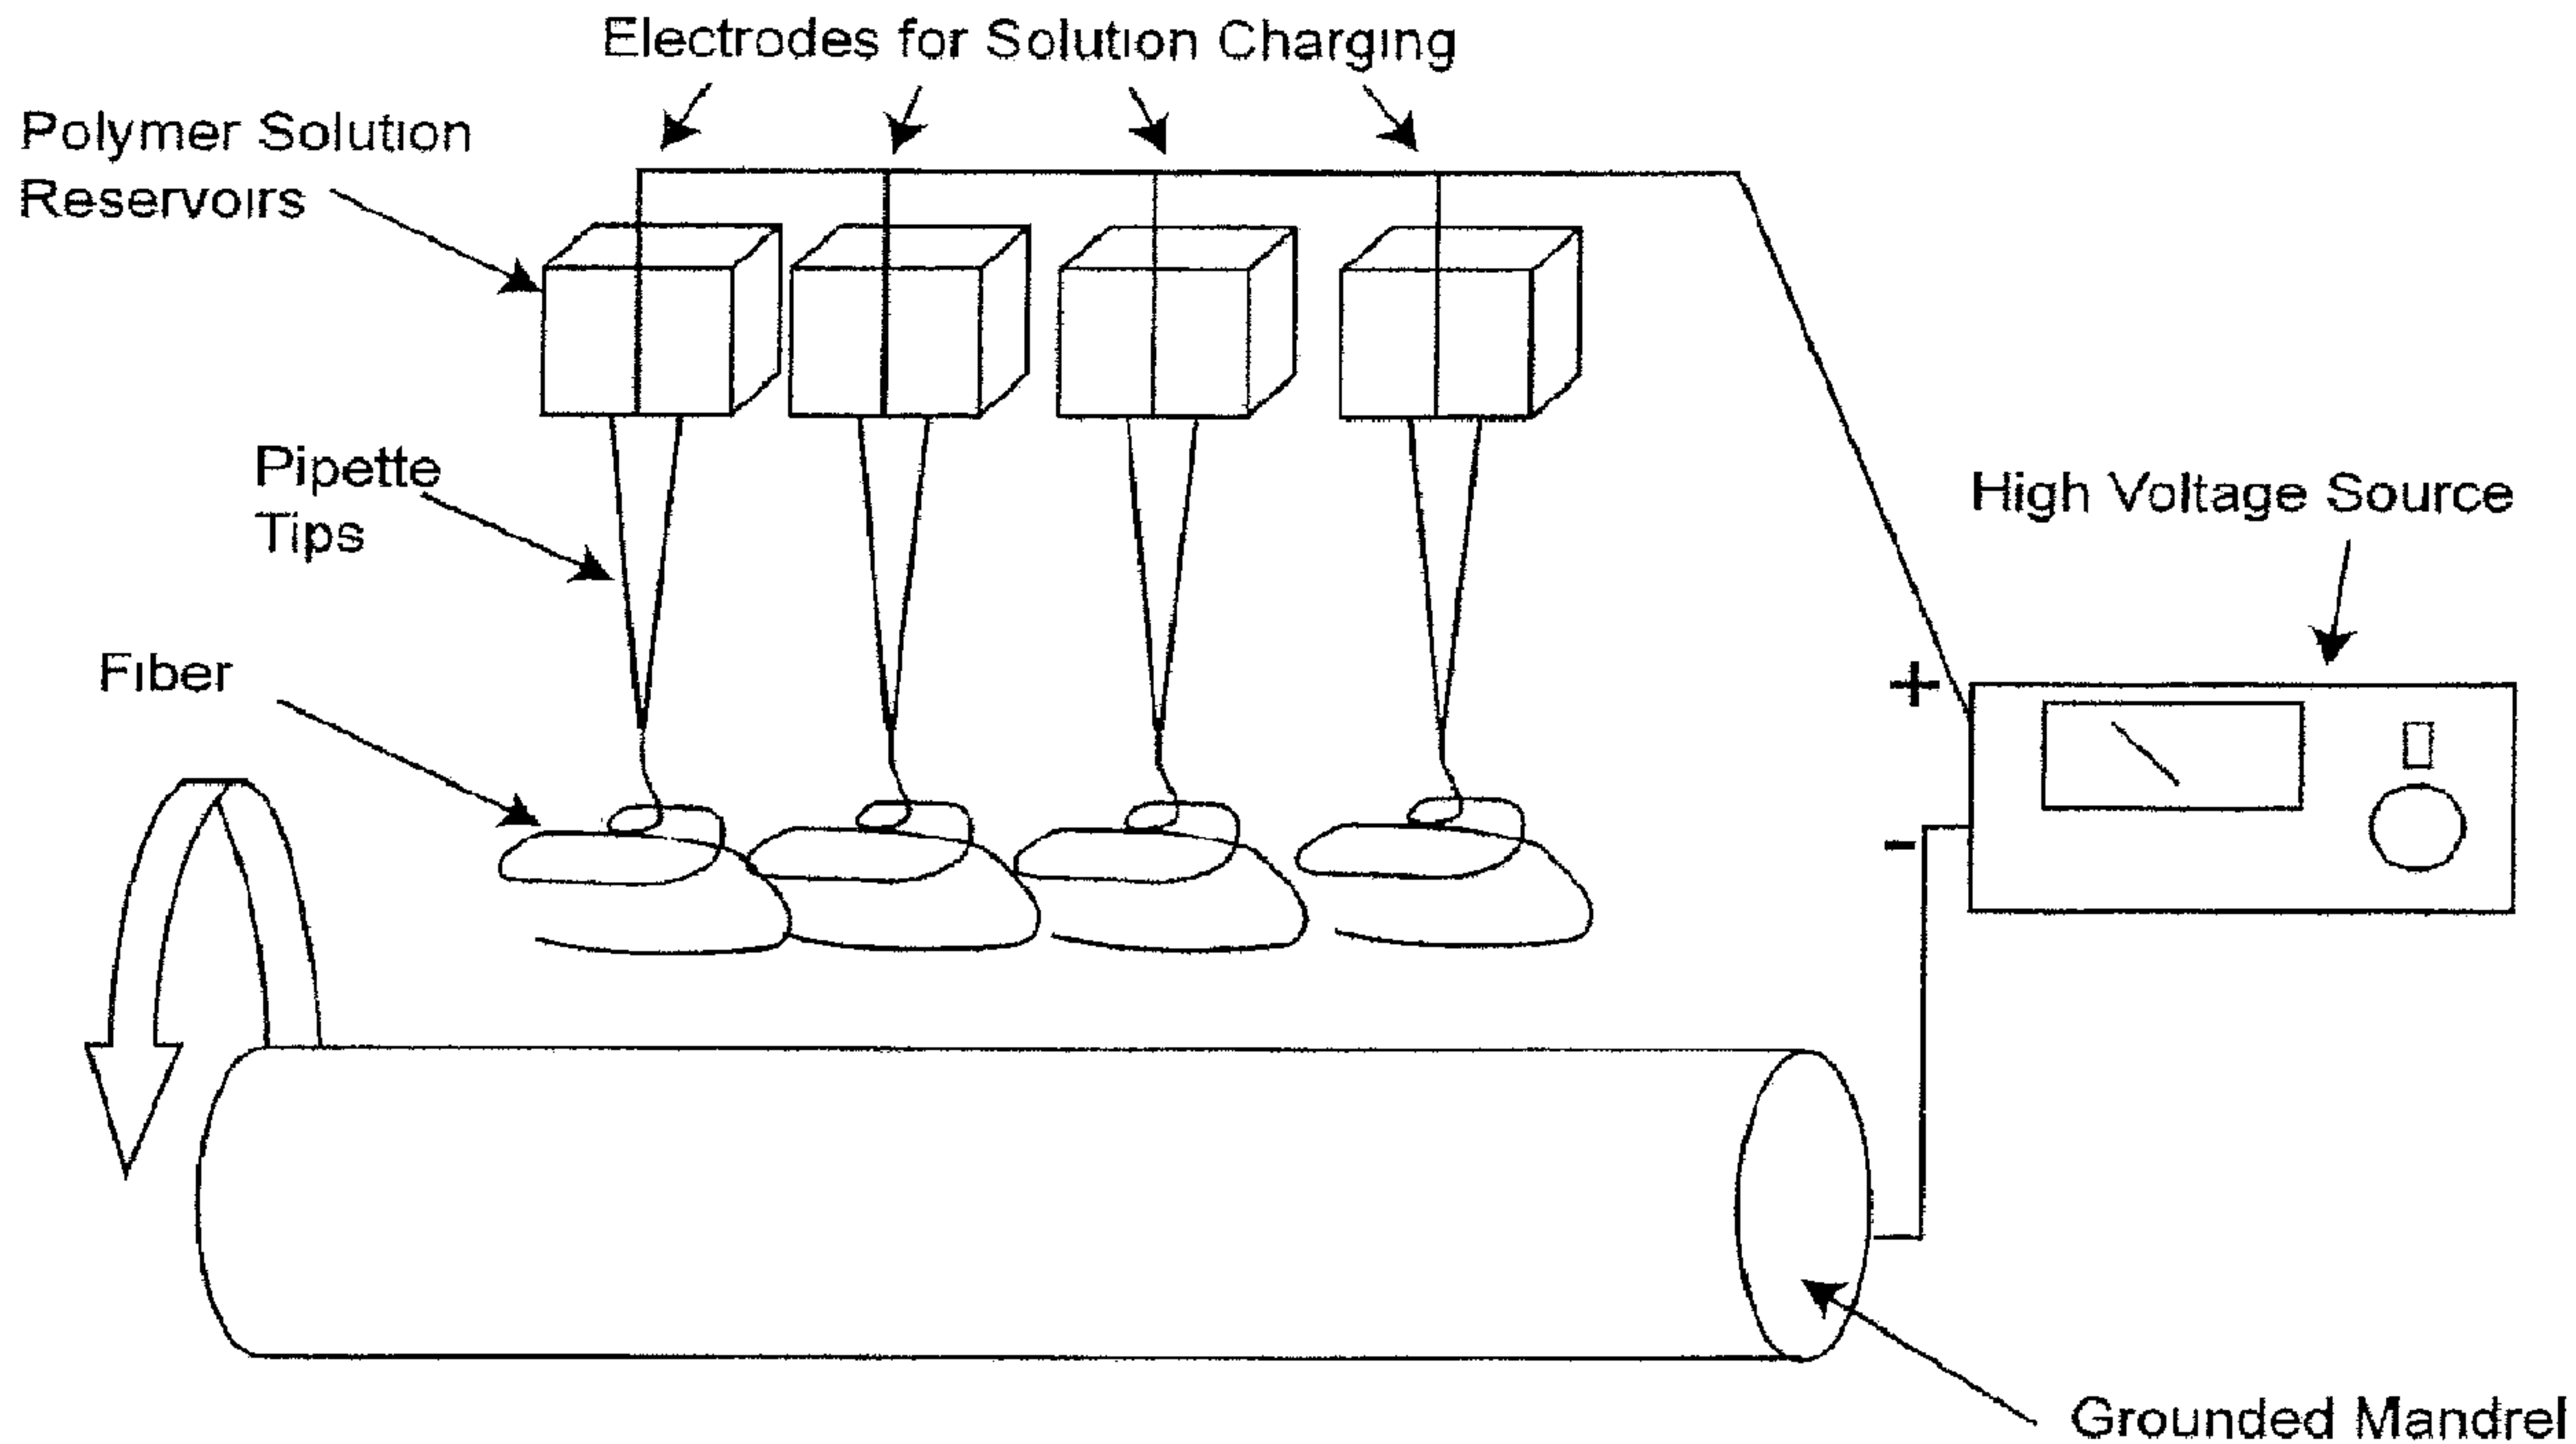 Electrodes for Solution Charging
Polymer Solution
Reservoirs
Pipette
Tips
High Voltage Source
Fiber
+
-
Grounded Mandrel